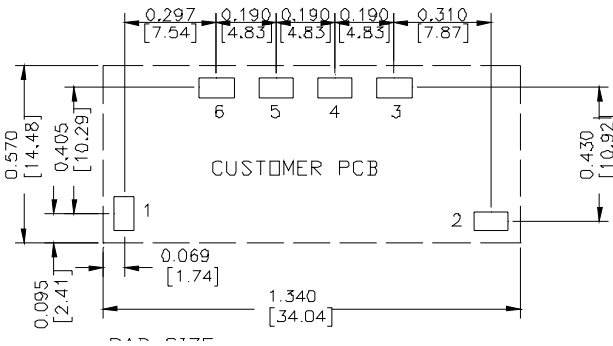 0.297 0.190 0.190 0.190 0.310
[7.54] [4.83] [4.83] [4.83] [7.87]
6 5 4 3
0.570
[14.48]
0.405
[10.29]
0.430
[10.92]
CUSTOMER PCB
1
2
0.069
[1.74]
0.095
[2.41]
1.340
[34.04]
PAD SIZE